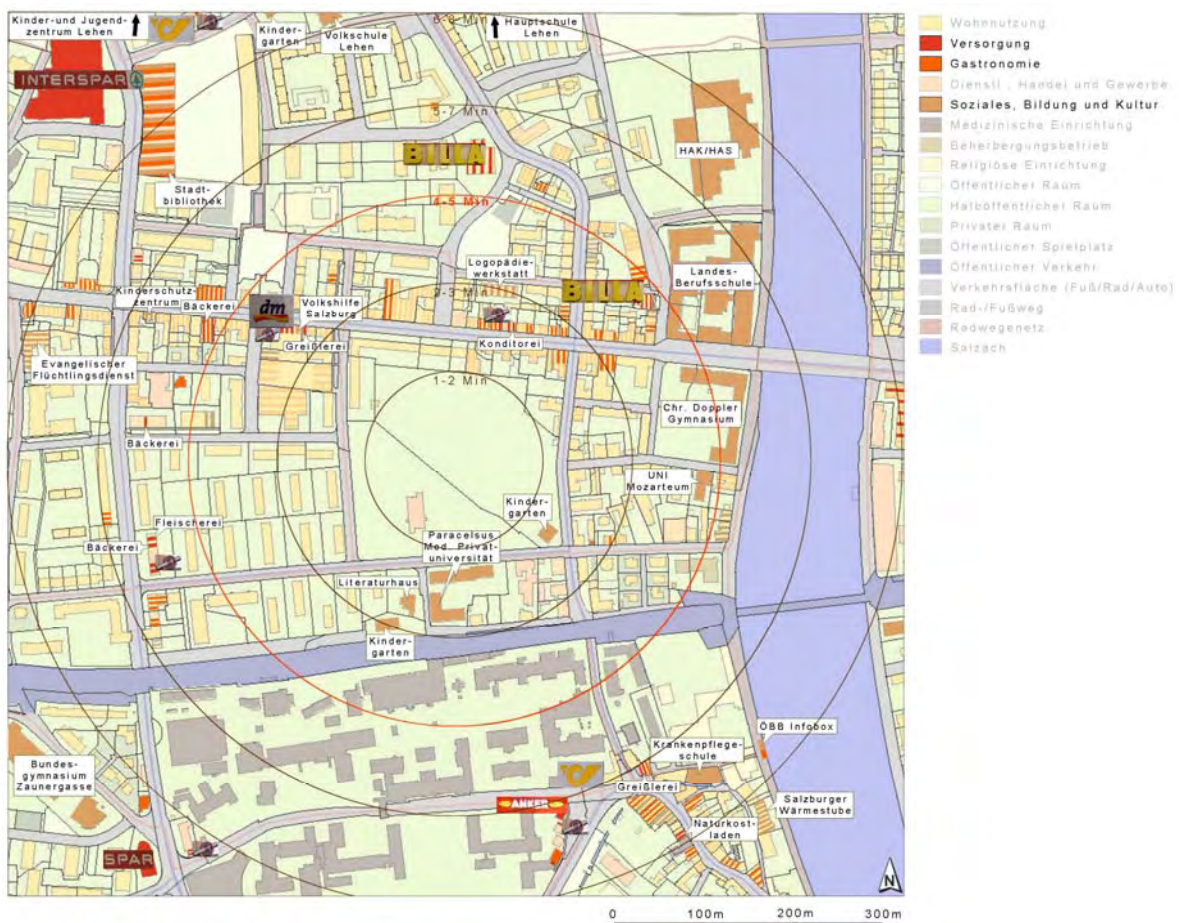 Kinder-und Jugend-
zentrum Lehen
Kinder-
garten
Volkschule
Lehen
6-8 Min
Hauptschule
Lehen
INTERSPAR
5-7 Min
BILLA
HAK/HAS
Stadt-
bibliothek
4-5 Min
Logopädie-
werkstatt
Landes-
Berufsschule
Kinderschutz-
zentrum
Bäckerei
dm
Volkshilfe
Salzburg
2-3 Min
BILLA
Greißlerei
Konditorei
Evangelischer
Flüchtlingsdienst
1-2 Min
Chr. Doppler
Gymnasium
Bäckerei
UNI
Mozarteum
Kinder-
garten
Fleischerei
Bäckerei
Paracelsus
Med. Privat-
universität
Literaturhaus
Kinder-
garten
ÖBB Infobox
Krankenpflege-
schule
Bundes-
gymnasium
Zaunergasse
Greißlerei
ANKER
Salzburger
Wärmestube
Naturkost-
laden
SPAR
N
0 100m 200m 300m
Wohnnutzung
Versorgung
Gastronomie
Dienstl., Handel und Gewerbe
Soziales, Bildung und Kultur
Medizinische Einrichtung
Beherbergungsbetrieb
Religiöse Einrichtung
Öffentlicher Raum
Halböffentlicher Raum
Privater Raum
Öffentlicher Spielplatz
Öffentlicher Verkehr
Verkehrsfläche (Fuß/Rad/Auto)
Rad-/Fußweg
Radwegenetz
Salzach